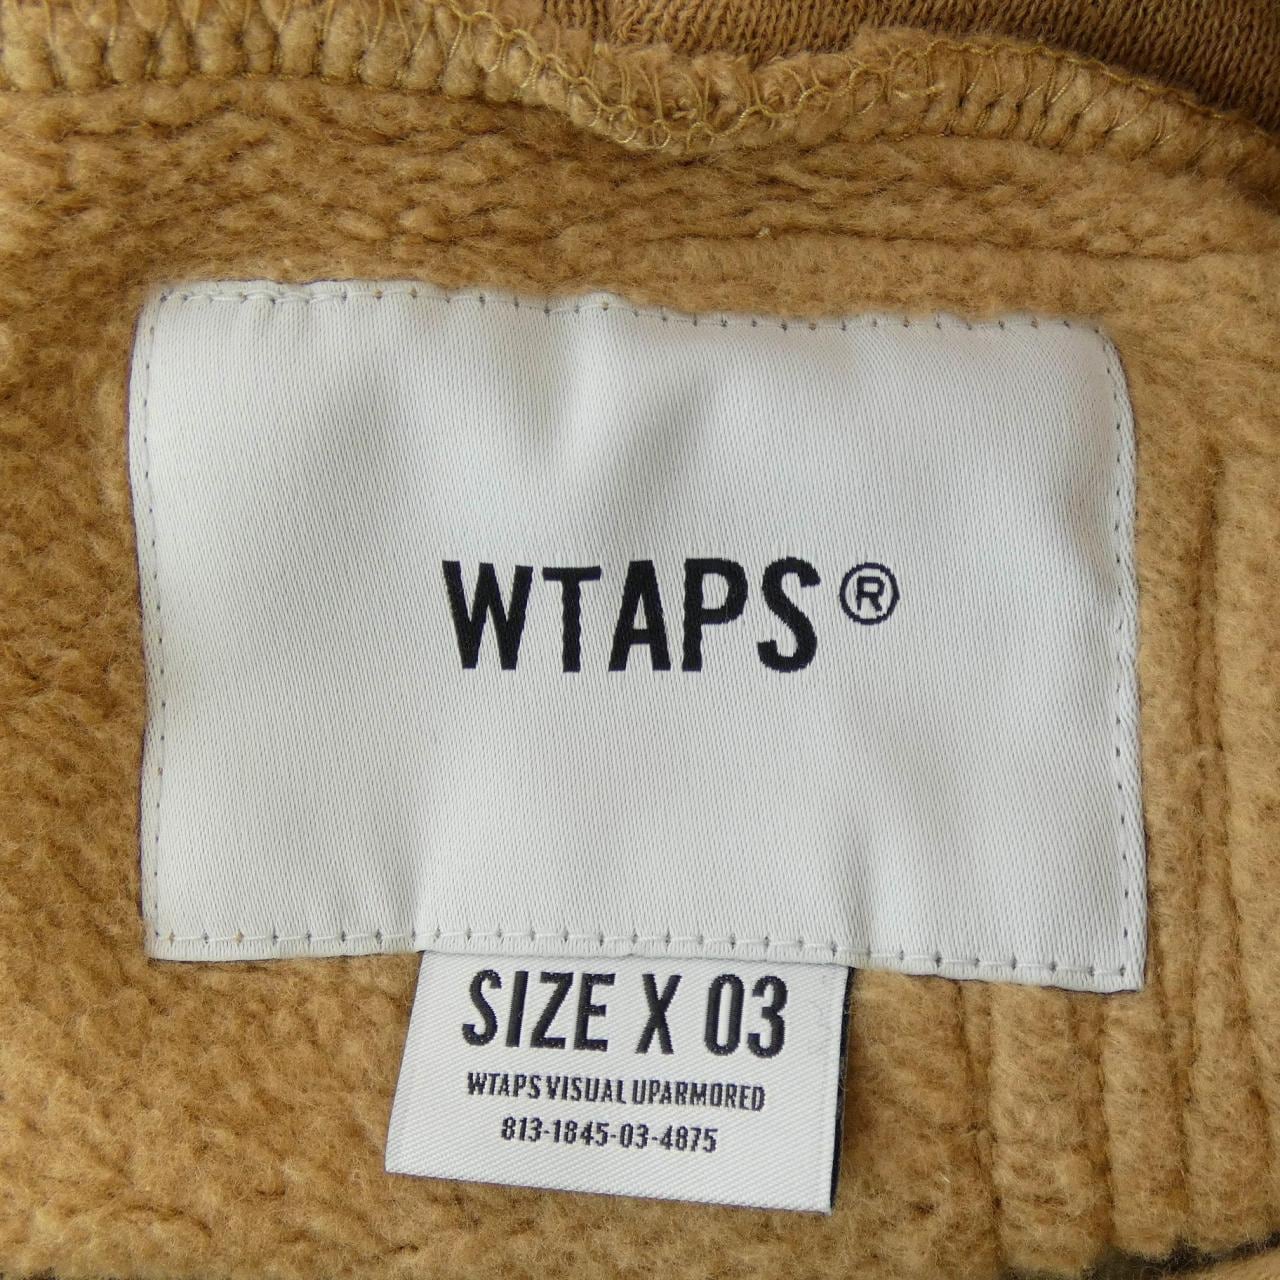 WTAPS®
SIZE X 03
WTAPS VISUAL UPARMORED
813-1845-03-4875